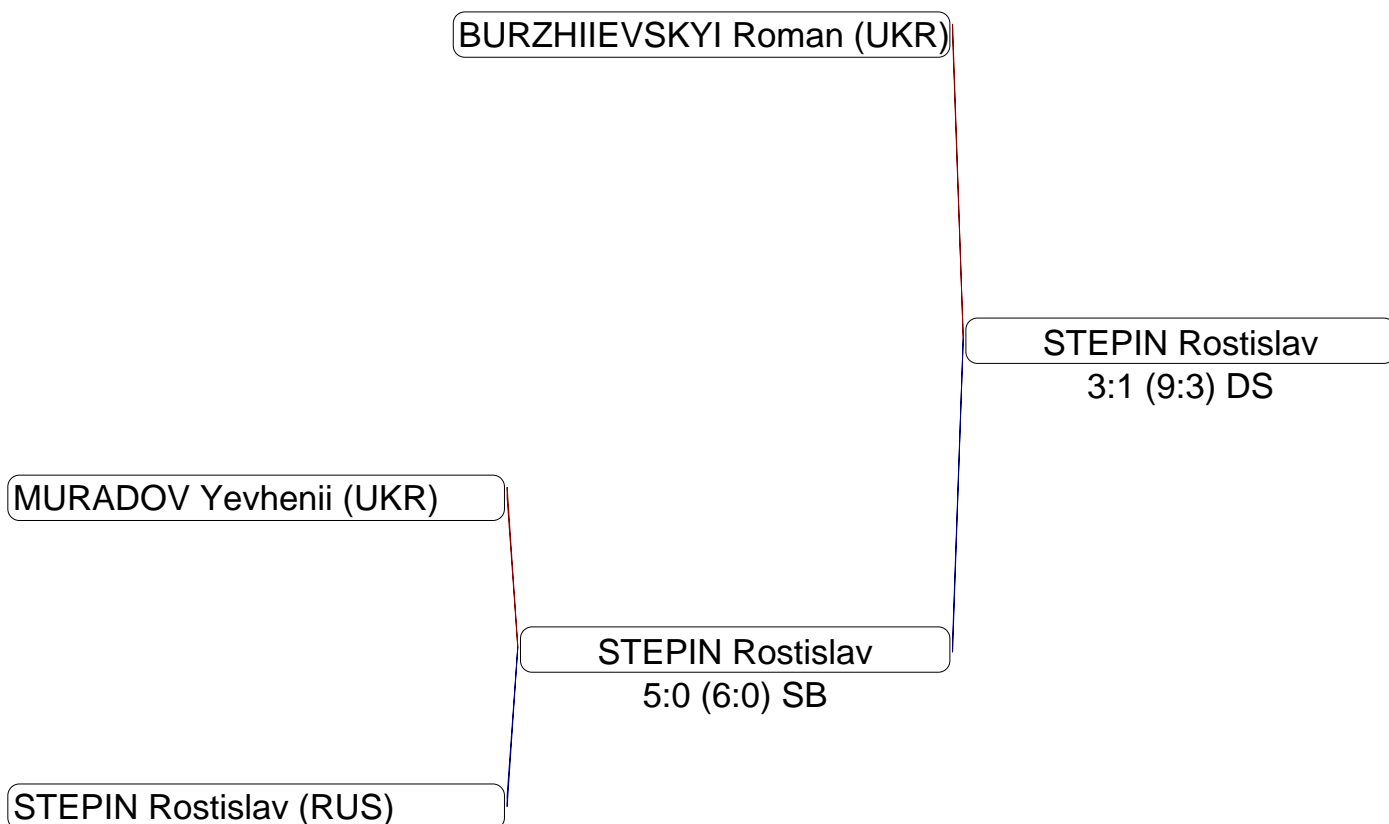 BURZHIIEVSKYI Roman (UKR)
STEPIN Rostislav
3:1 (9:3) DS
MURADOV Yevhenii (UKR)
STEPIN Rostislav
5:0 (6:0) SB
STEPIN Rostislav (RUS)